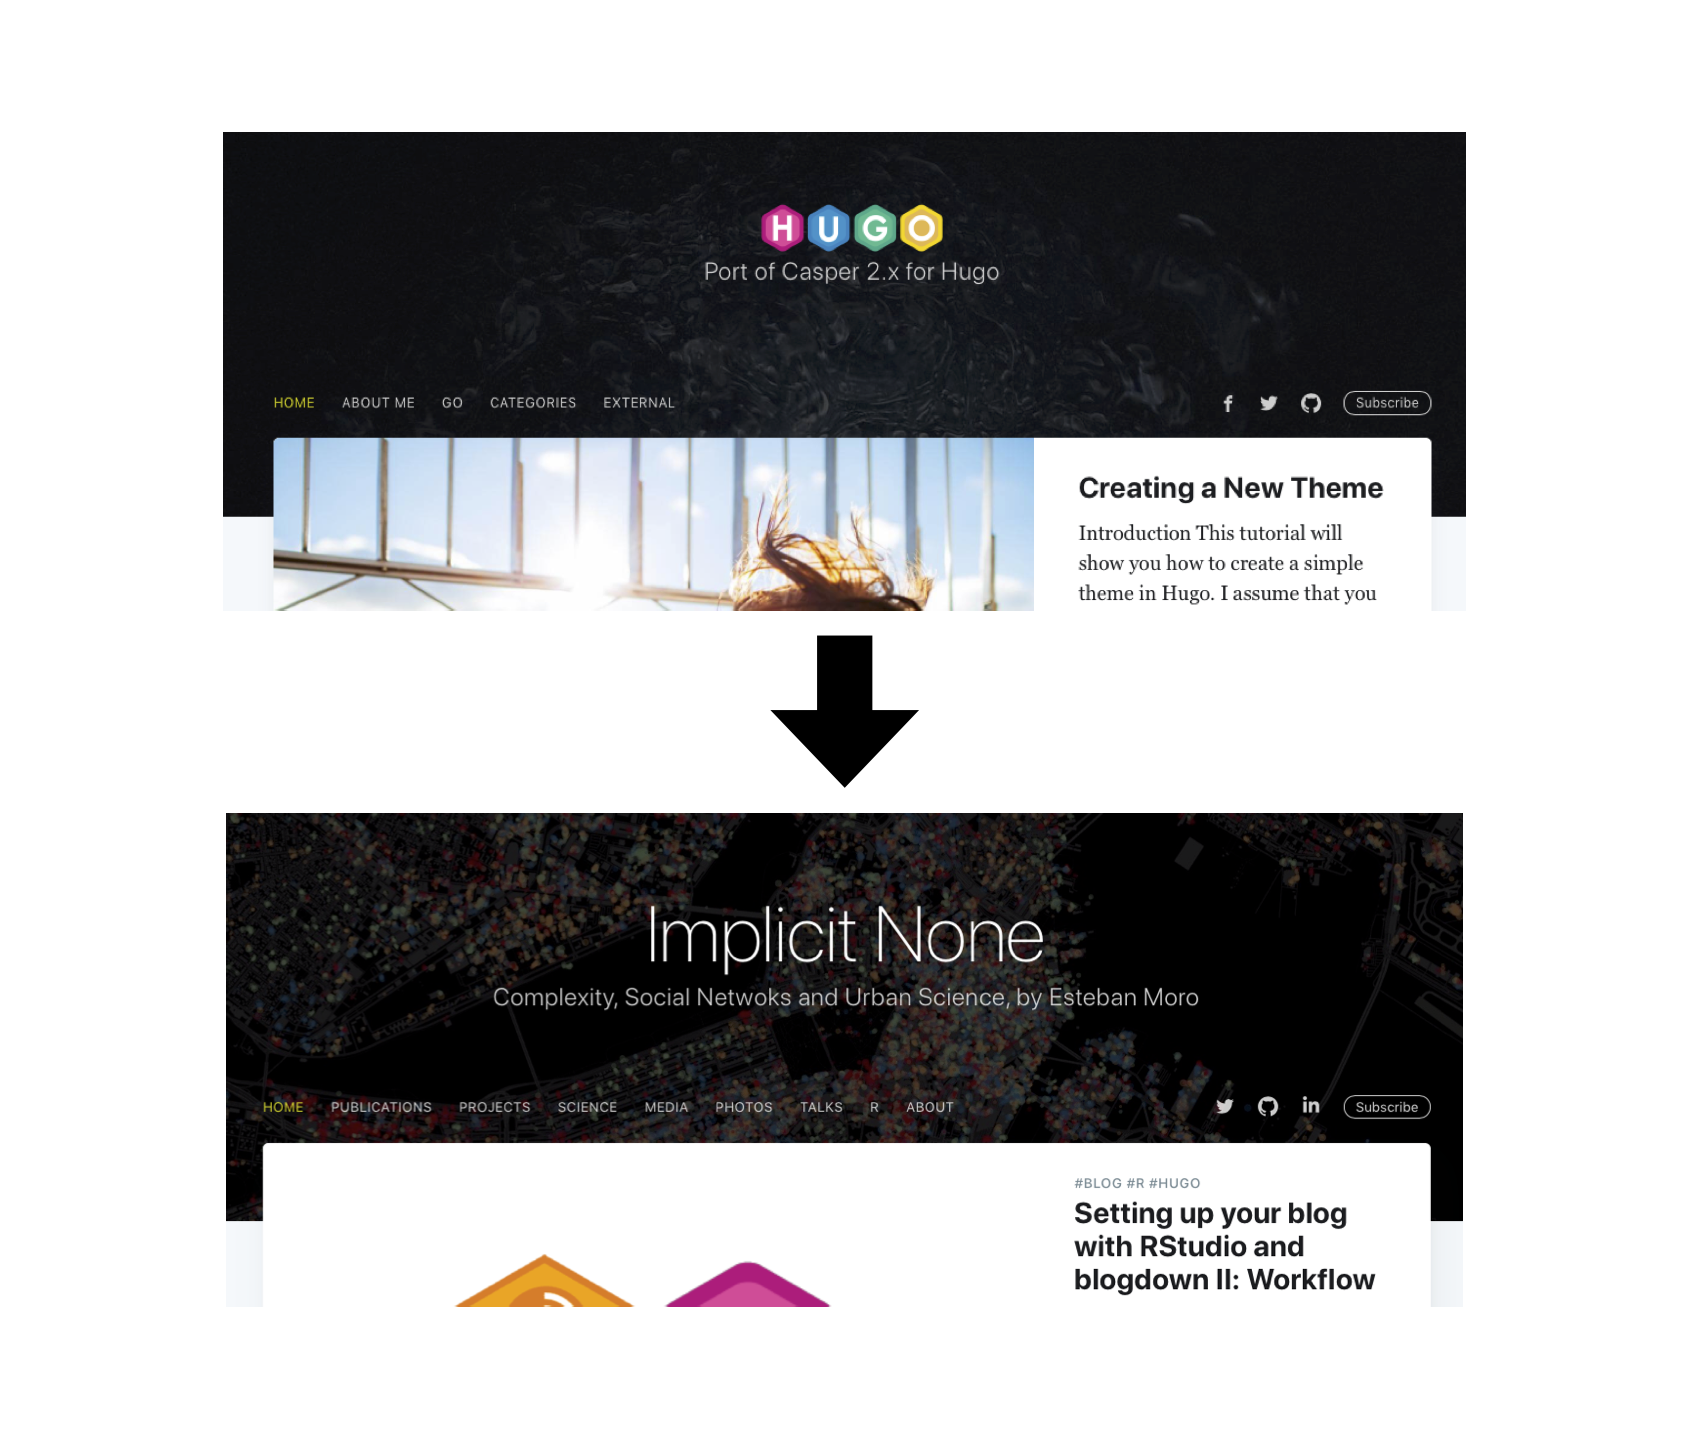 HUGO
Port of Casper 2.x for Hugo
HOME ABOUT ME GO CATEGORIES EXTERNAL Subscribe
Creating a New Theme
Introduction This tutorial will
show you how to create a simple
theme in Hugo. I assume that you
Implicit None
Complexity, Social Netwoks and Urban Science, by Esteban Moro
HOME PUBLICATIONS PROJECTS SCIENCE MEDIA PHOTOS TALKS R ABOUT in Subscribe
#BLOG #R #HUGO
Setting up your blog
with RStudio and
blogdown II: Workflow